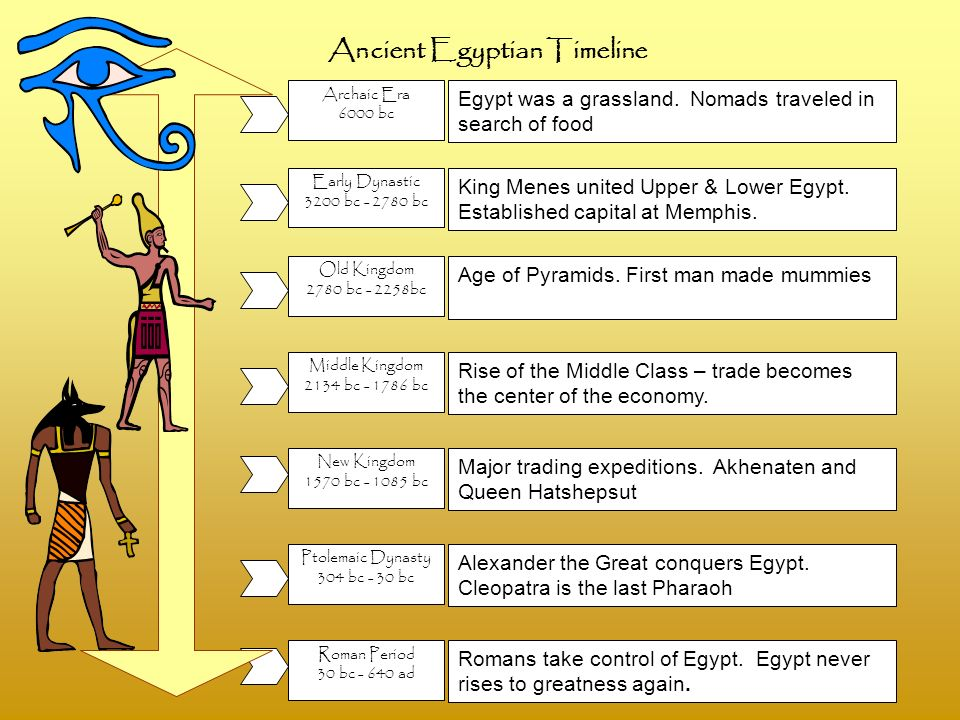 Ancient Egyptian Timeline
Archaic Era
6000 bc
Egypt was a grassland. Nomads traveled in
search of food
Early Dynastic
3200 bc - 2780 bc
King Menes united Upper & Lower Egypt.
Established capital at Memphis.
Old Kingdom
2780 bc - 2258bc
Age of Pyramids. First man made mummies
Middle Kingdom
2134 bc - 1786 bc
Rise of the Middle Class – trade becomes
the center of the economy.
New Kingdom
1570 bc - 1085 bc
Major trading expeditions. Akhenaten and
Queen Hatshepsut
Ptolemaic Dynasty
304 bc - 30 bc
Alexander the Great conquers Egypt.
Cleopatra is the last Pharaoh
Roman Period
30 bc - 640 ad
Romans take control of Egypt. Egypt never
rises to greatness again.